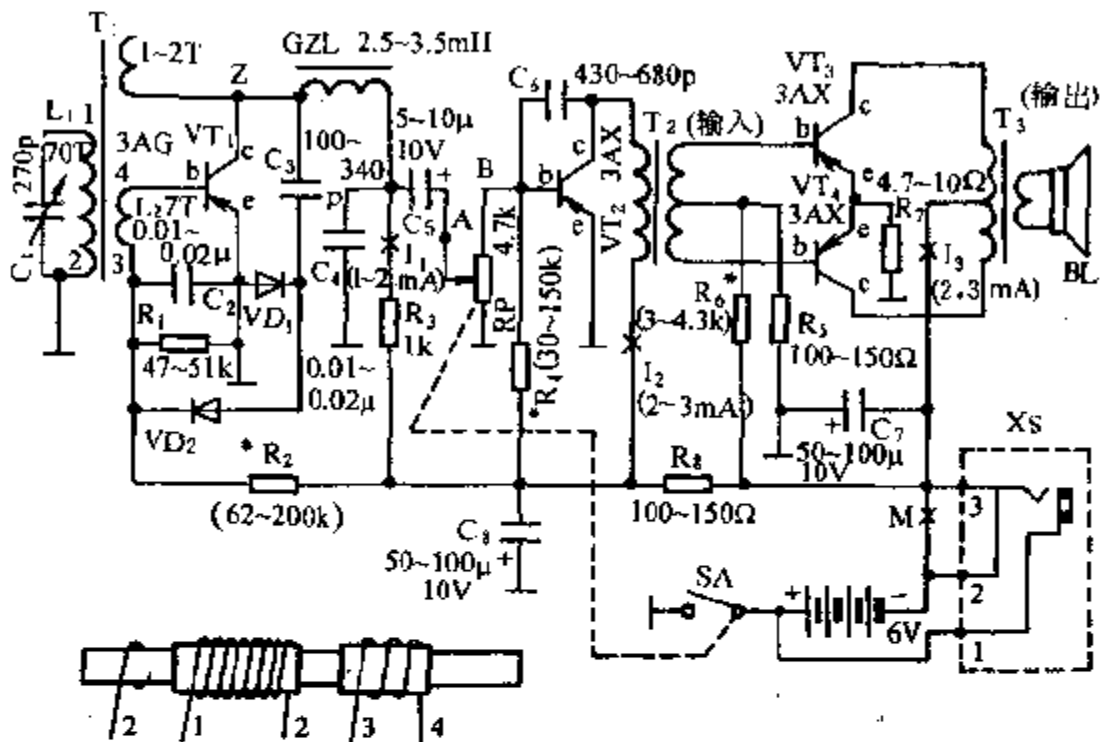 T₁
1~2T
Z
GZL 2.5~3.5mH
L₁ 1
270p
70T
3AG
VT₁
4
b
c
e
L₂7T
0.01~
0.02μ
C₁
2
3
C₂
VD₁
R₁
47~51k
VD₂
* R₂
(62~200k)
C₃
100~
340
p
C₄
0.01~
0.02μ
5~10μ
10V
+
C₅
A
I₁
(1~2
mA)
R₃
1k
B
4.7k
RP
C₆
430~680p
b
c
e
3AX
VT₂
*R₄(30~150k)
T₂ (输入)
I₂
(2~3mA)
VT₃
3AX
b
c
e
VT₄
3AX
b
e
c
4.7~10Ω
R₇
* R₆
(3~4.3k)
R₅
100~150Ω
T₃
(输出)
BL
I₃
(2.3 mA)
+
C₇
50~100μ
10V
R₈
100~150Ω
C₈
50~100μ
+
10V
SA
+
-
6V
M
XS
3
2
1
2 1 2 3 4